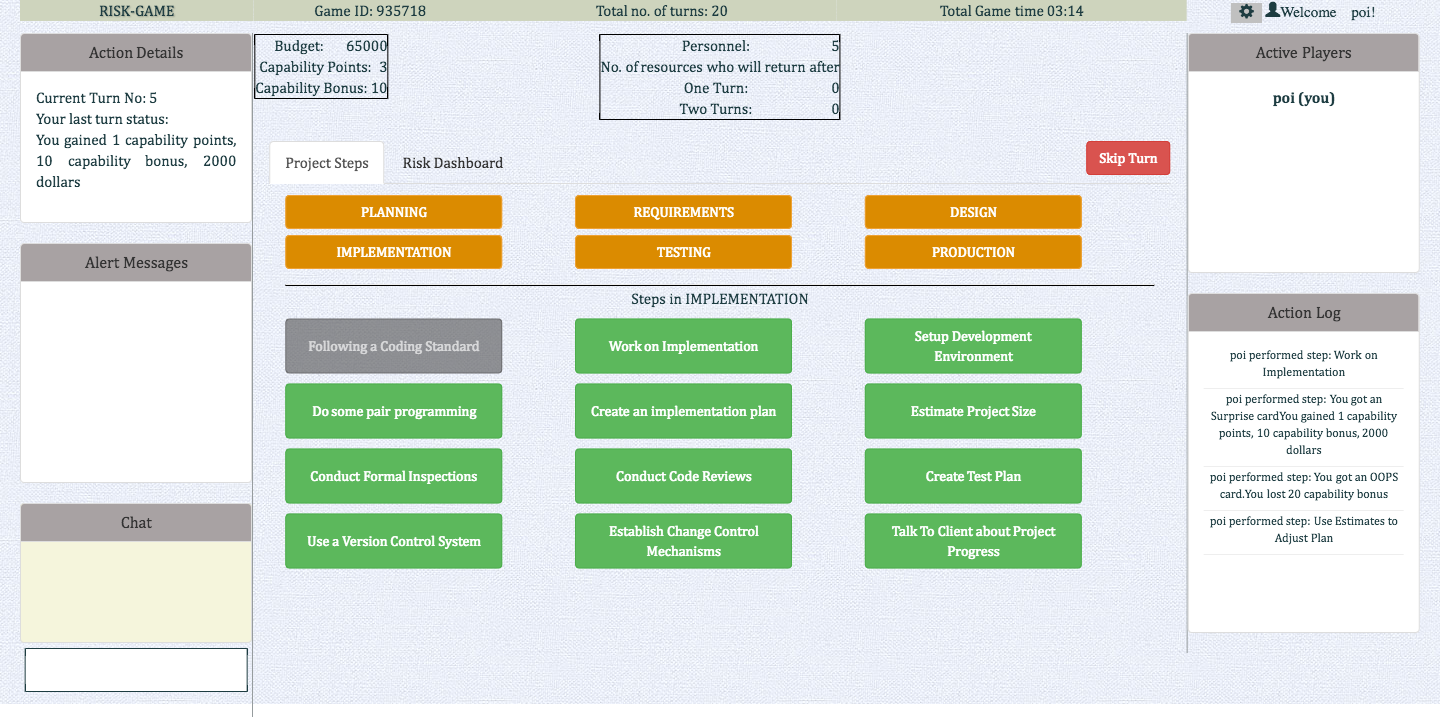 RISK-GAME
Game ID: 935718
Total no. of turns: 20
Total Game time 03:14
Welcome poi!
Action Details
Current Turn No: 5
Your last turn status:
You gained 1 capability points,
10 capability bonus, 2000
dollars
Alert Messages
Chat
Budget: 65000
Capability Points: 3
Capability Bonus: 10
Personnel: 5
No. of resources who will return after
One Turn: 0
Two Turns: 0
Project Steps
Risk Dashboard
Skip Turn
PLANNING
REQUIREMENTS
DESIGN
IMPLEMENTATION
TESTING
PRODUCTION
Steps in IMPLEMENTATION
Following a Coding Standard
Work on Implementation
Setup Development
Environment
Do some pair programming
Create an implementation plan
Estimate Project Size
Conduct Formal Inspections
Conduct Code Reviews
Create Test Plan
Use a Version Control System
Establish Change Control
Mechanisms
Talk To Client about Project
Progress
Active Players
poi (you)
Action Log
poi performed step: Work on
Implementation
poi performed step: You got an
Surprise cardYou gained 1 capability
points, 10 capability bonus, 2000
dollars
poi performed step: You got an OOPS
card.You lost 20 capability bonus
poi performed step: Use Estimates to
Adjust Plan